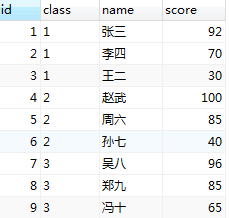 id class name score
1 1 张三 92
2 1 李四 70
3 1 王二 30
4 2 赵武 100
5 2 周六 85
6 2 孙七 40
7 3 吴八 96
8 3 郑九 85
9 3 冯十 65